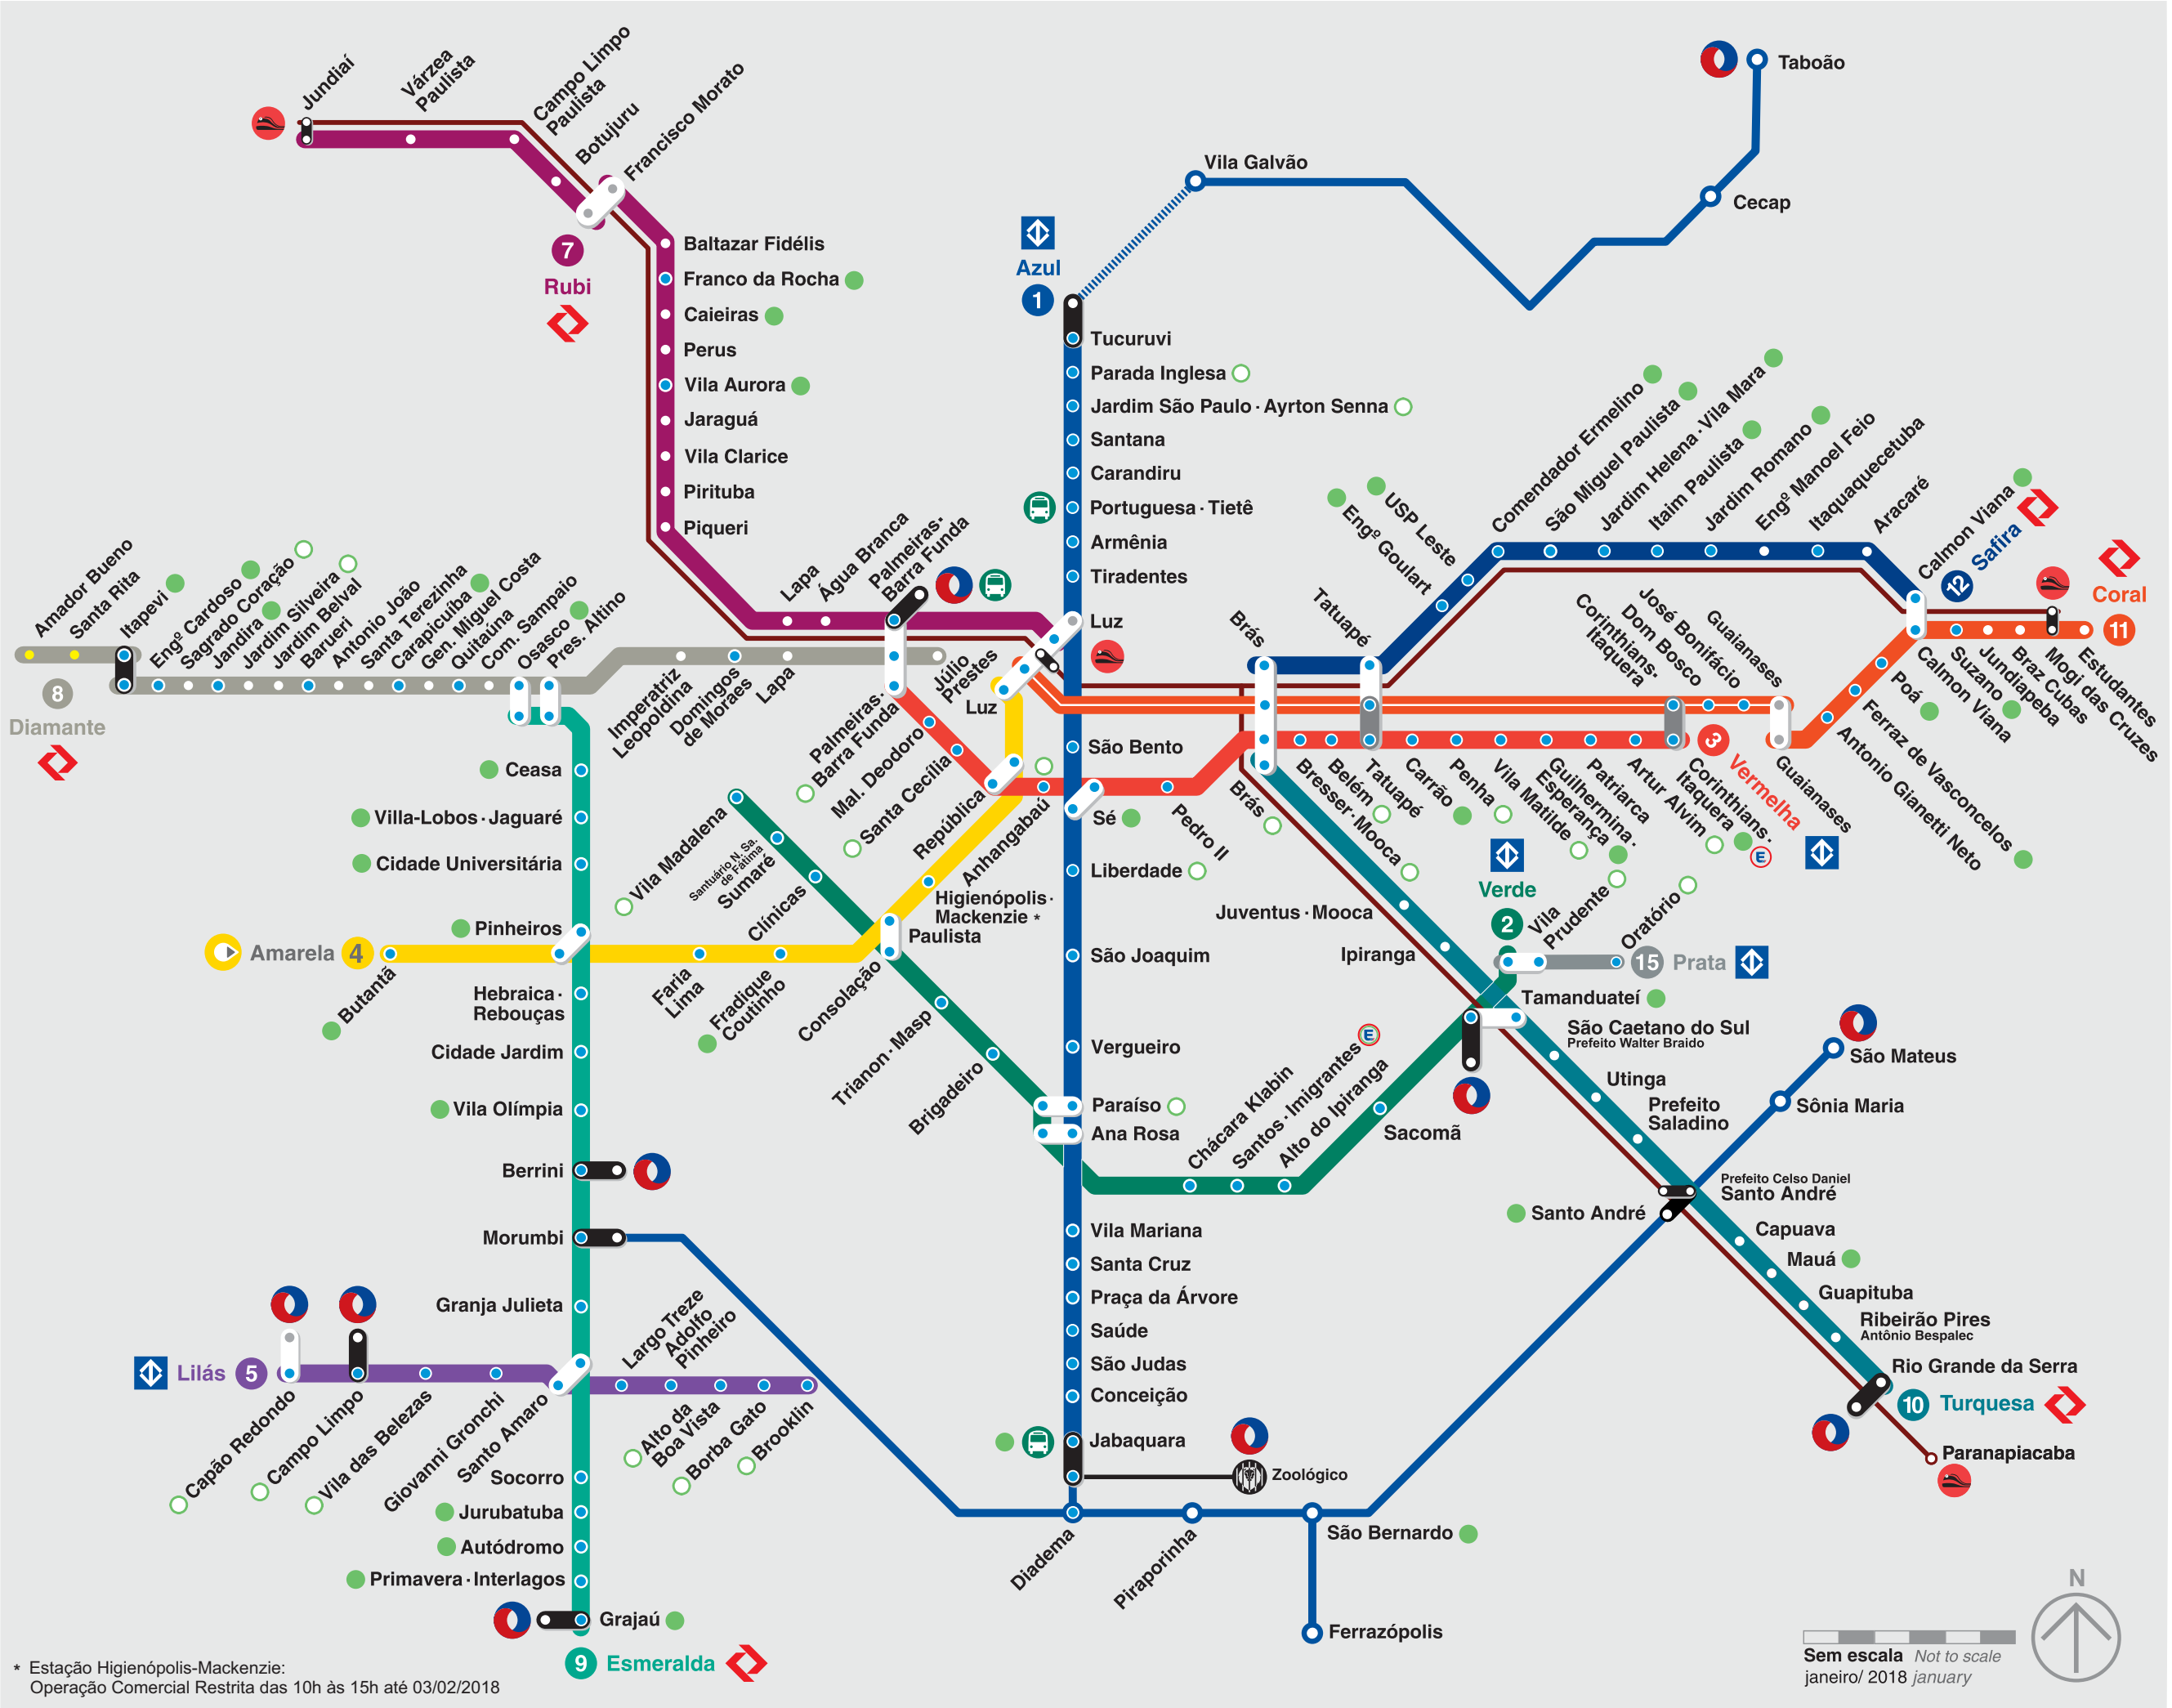 Jundiaí
Várzea
Paulista
Campo Limpo
Paulista
Botujuru
Francisco Morato
7
Rubi
Baltazar Fidélis
Franco da Rocha
Caieiras
Perus
Vila Aurora
Jaraguá
Vila Clarice
Pirituba
Piqueri
Lapa
Água Branca
Palmeiras·
Barra Funda
Luz
Taboão
Cecap
Vila Galvão
Azul
1
Tucuruvi
Parada Inglesa
Jardim São Paulo · Ayrton Senna
Santana
Carandiru
Portuguesa · Tietê
Armênia
Tiradentes
São Bento
Sé
Liberdade
São Joaquim
Vergueiro
Paraíso
Ana Rosa
Vila Mariana
Santa Cruz
Praça da Árvore
Saúde
São Judas
Conceição
Jabaquara
Zoológico
Amador Bueno
Santa Rita
Itapevi
Engº Cardoso
Sagrado Coração
Jandira
Jardim Silveira
Jardim Belval
Barueri
Antonio João
Santa Terezinha
Carapicuíba
Gen. Miguel Costa
Quitaúna
Com. Sampaio
Osasco
Pres. Altino
8
Diamante
Imperatriz
Leopoldina
Domingos
de Moraes
Lapa
Júlio
Prestes
Luz
Palmeiras·
Barra Funda
Mal. Deodoro
Santa Cecília
República
Anhangabaú
Pedro II
Brás
Brás
Bresser · Mooca
Belém
Tatuapé
Tatuapé
Carrão
Penha
Vila Matilde
Guilhermina ·
Esperança
Patriarca
Artur Alvim
Corinthians ·
Itaquera
E
3
Vermelha
Engº Goulart
USP Leste
Comendador Ermelino
São Miguel Paulista
Jardim Helena · Vila Mara
Itaim Paulista
Jardim Romano
Engº Manoel Feio
Itaquaquecetuba
Aracaré
Calmon Viana
12
Safira
Coral
11
Corinthians·
Itaquera
Dom Bosco
José Bonifácio
Guaianases
Guaianases
Antonio Gianetti Neto
Ferraz de Vasconcelos
Poá
Calmon Viana
Suzano
Jundiapeba
Braz Cubas
Mogi das Cruzes
Estudantes
Ceasa
Villa-Lobos · Jaguaré
Cidade Universitária
Pinheiros
Hebraica ·
Rebouças
Cidade Jardim
Vila Olímpia
Berrini
Morumbi
Granja Julieta
Santo Amaro
Socorro
Jurubatuba
Autódromo
Primavera · Interlagos
Grajaú
9
Esmeralda
Amarela
4
Butantã
Faria
Lima
Fradique
Coutinho
Paulista
Higienópolis ·
Mackenzie *
Vila Madalena
Santuário N. Sa.
de Fátima
Sumaré
Clínicas
Consolação
Trianon · Masp
Brigadeiro
Chácara Klabin
Santos · Imigrantes
E
Alto do Ipiranga
Sacomã
Tamanduateí
Verde
2
Vila
Prudente
Oratório
15
Prata
Juventus · Mooca
Ipiranga
São Caetano do Sul
Prefeito Walter Braido
Utinga
Prefeito
Saladino
Prefeito Celso Daniel
Santo André
Capuava
Mauá
Guapituba
Ribeirão Pires
Antônio Bespalec
Rio Grande da Serra
10
Turquesa
Paranapiacaba
São Mateus
Sônia Maria
Santo André
Lilás
5
Capão Redondo
Campo Limpo
Vila das Belezas
Giovanni Gronchi
Largo Treze
Adolfo
Pinheiro
Alto da
Boa Vista
Borba Gato
Brooklin
Diadema
Piraporinha
São Bernardo
Ferrazópolis
* Estação Higienópolis-Mackenzie:
Operação Comercial Restrita das 10h às 15h até 03/02/2018
Sem escala Not to scale
janeiro/ 2018 january
N